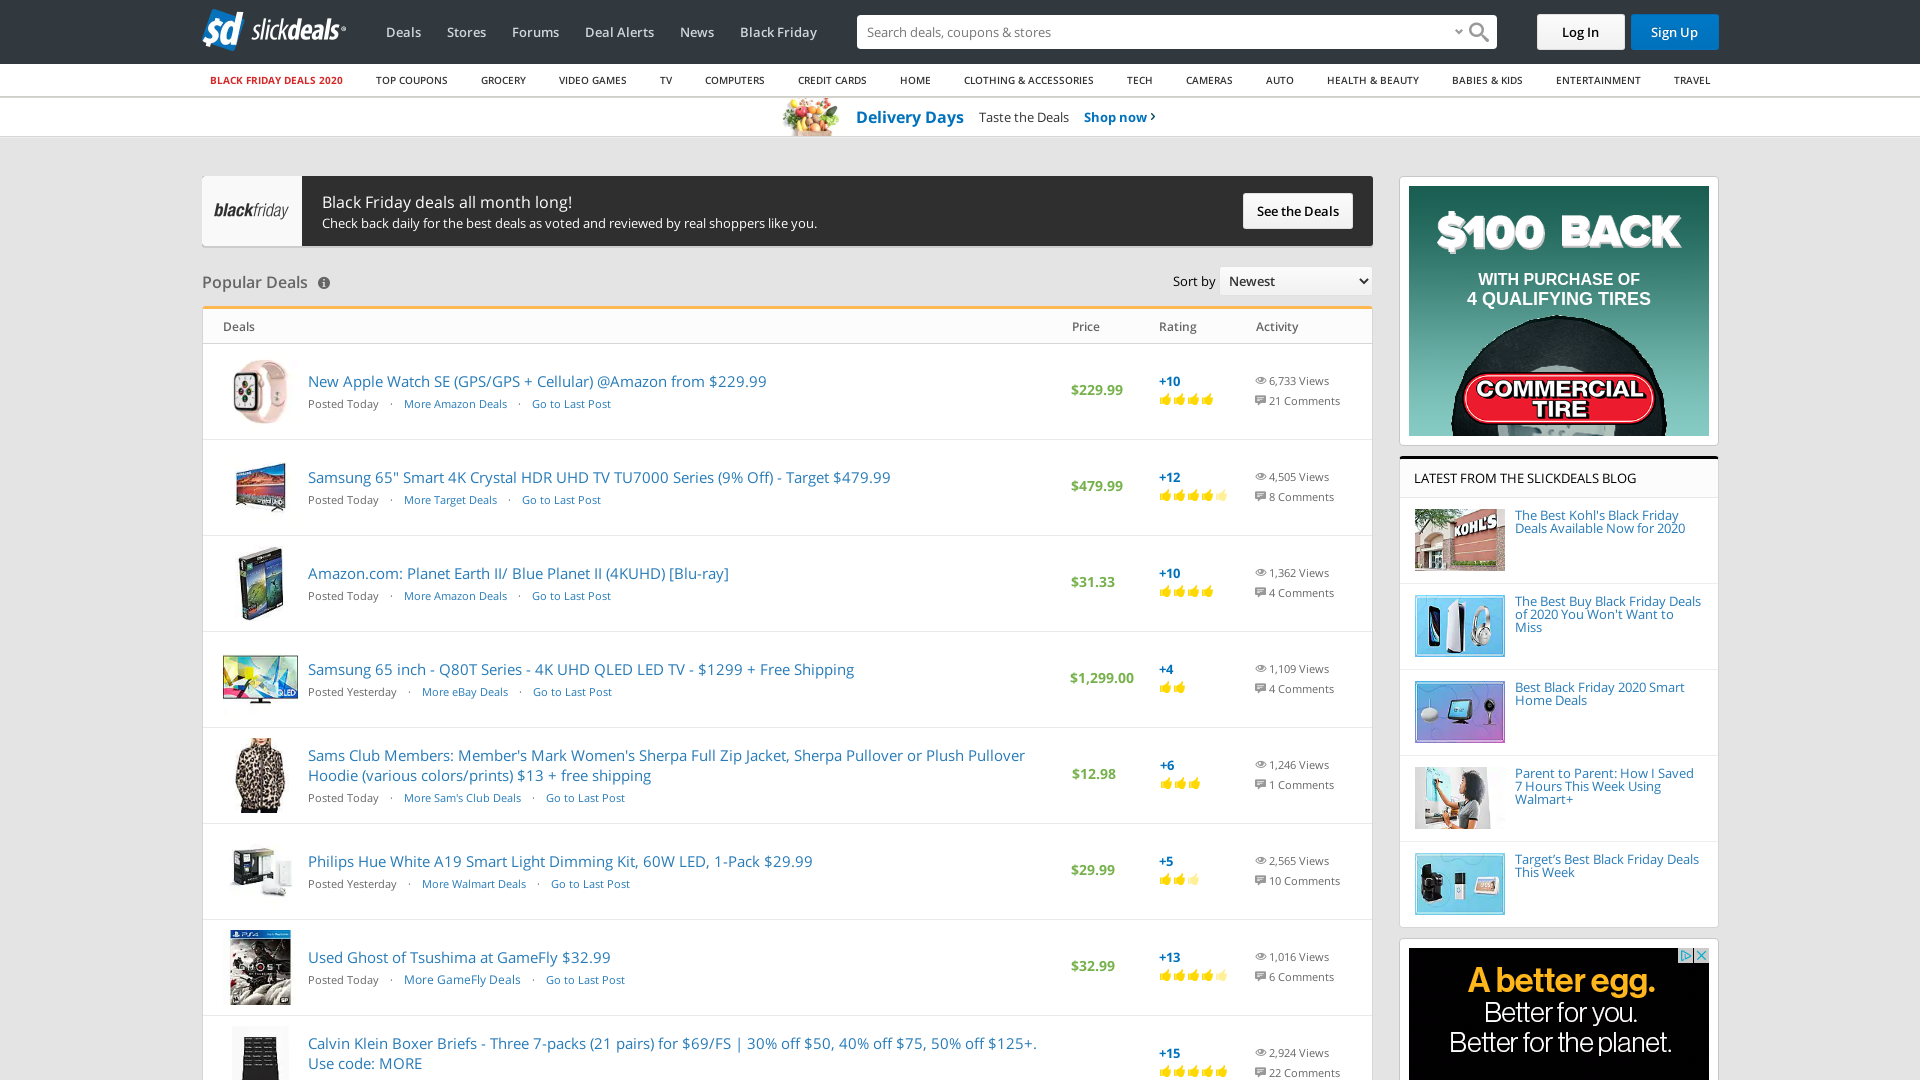 $d slickdeals
Deals
Stores
Forums
Deal Alerts
News
Black Friday
Search deals, coupons & stores
Log In
Sign Up
BLACK FRIDAY DEALS 2020
TOP COUPONS
GROCERY
VIDEO GAMES
TV
COMPUTERS
CREDIT CARDS
HOME
CLOTHING & ACCESSORIES
TECH
CAMERAS
AUTO
HEALTH & BEAUTY
BABIES & KIDS
ENTERTAINMENT
TRAVEL
Delivery Days Taste the Deals Shop now
blackfriday
Black Friday deals all month long!
Check back daily for the best deals as voted and reviewed by real shoppers like you.
See the Deals
Popular Deals
Sort by Newest
Deals Price Rating Activity
New Apple Watch SE (GPS/GPS + Cellular) @Amazon from $229.99
Posted Today · More Amazon Deals · Go to Last Post
$229.99
+10
6,733 Views
21 Comments
Samsung 65" Smart 4K Crystal HDR UHD TV TU7000 Series (9% Off) - Target $479.99
Posted Today · More Target Deals · Go to Last Post
$479.99
+12
4,505 Views
8 Comments
Amazon.com: Planet Earth II/ Blue Planet II (4KUHD) [Blu-ray]
Posted Today · More Amazon Deals · Go to Last Post
$31.33
+10
1,362 Views
4 Comments
Samsung 65 inch - Q80T Series - 4K UHD QLED LED TV - $1299 + Free Shipping
Posted Yesterday · More eBay Deals · Go to Last Post
$1,299.00
+4
1,109 Views
4 Comments
Sams Club Members: Member's Mark Women's Sherpa Full Zip Jacket, Sherpa Pullover or Plush Pullover
Hoodie (various colors/prints) $13 + free shipping
Posted Today · More Sam's Club Deals · Go to Last Post
$12.98
+6
1,246 Views
1 Comments
Philips Hue White A19 Smart Light Dimming Kit, 60W LED, 1-Pack $29.99
Posted Yesterday · More Walmart Deals · Go to Last Post
$29.99
+5
2,565 Views
10 Comments
GHOST
Used Ghost of Tsushima at GameFly $32.99
Posted Today · More GameFly Deals · Go to Last Post
$32.99
+13
1,016 Views
6 Comments
Calvin Klein Boxer Briefs - Three 7-packs (21 pairs) for $69/FS | 30% off $50, 40% off $75, 50% off $125+.
Use code: MORE
+15
2,924 Views
22 Comments
$100 BACK
WITH PURCHASE OF
4 QUALIFYING TIRES
COMMERCIAL
TIRE
LATEST FROM THE SLICKDEALS BLOG
KOHL'S
The Best Kohl's Black Friday
Deals Available Now for 2020
The Best Buy Black Friday Deals
of 2020 You Won't Want to
Miss
Best Black Friday 2020 Smart
Home Deals
Parent to Parent: How I Saved
7 Hours This Week Using
Walmart+
Target’s Best Black Friday Deals
This Week
A better egg.
Better for you.
Better for the planet.